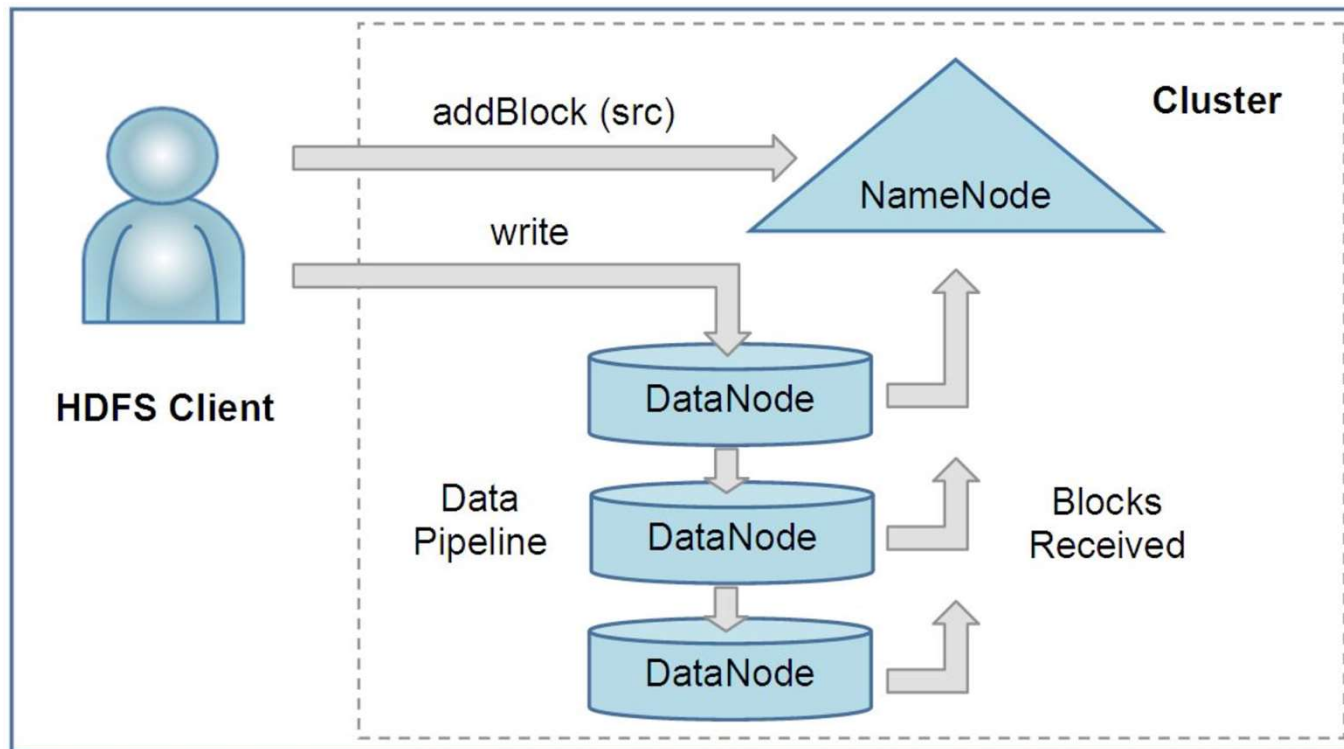 addBlock (src)
Cluster
NameNode
write
HDFS Client
DataNode
Data
Pipeline
DataNode
Blocks
Received
DataNode